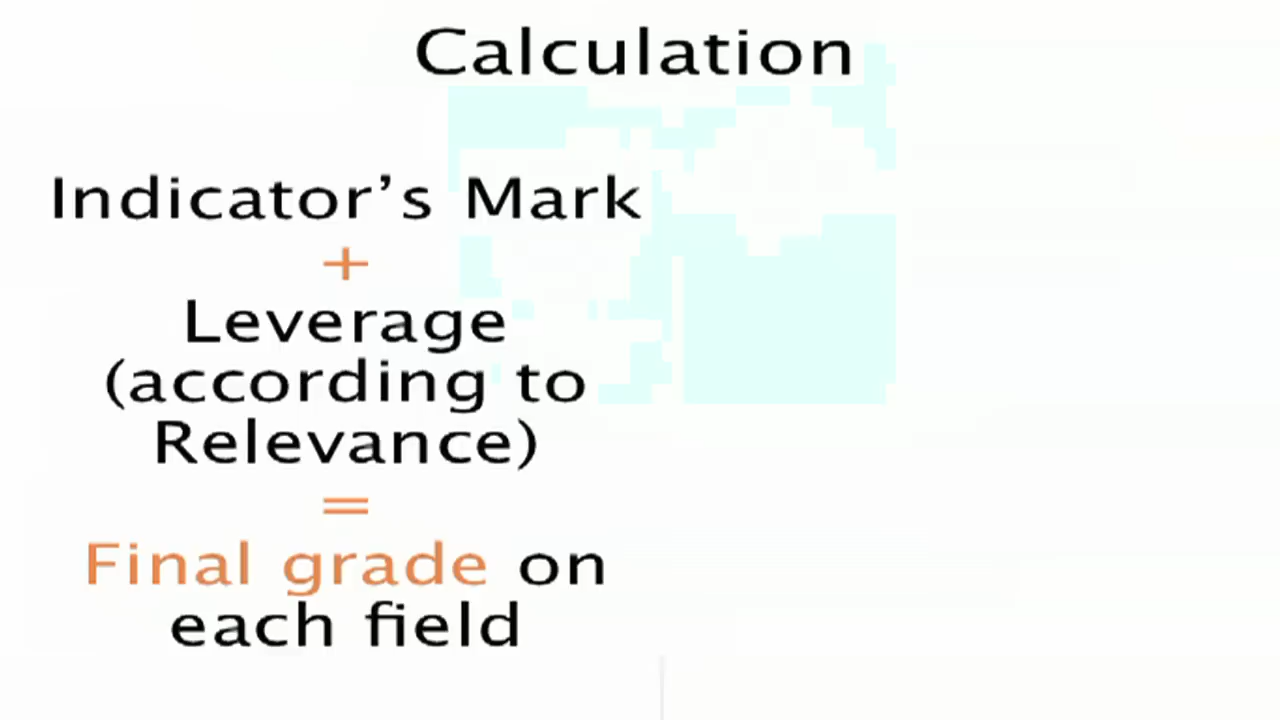 Calculation
Indicator’s Mark
+
Leverage
(according to
Relevance)
=
Final grade on
each field